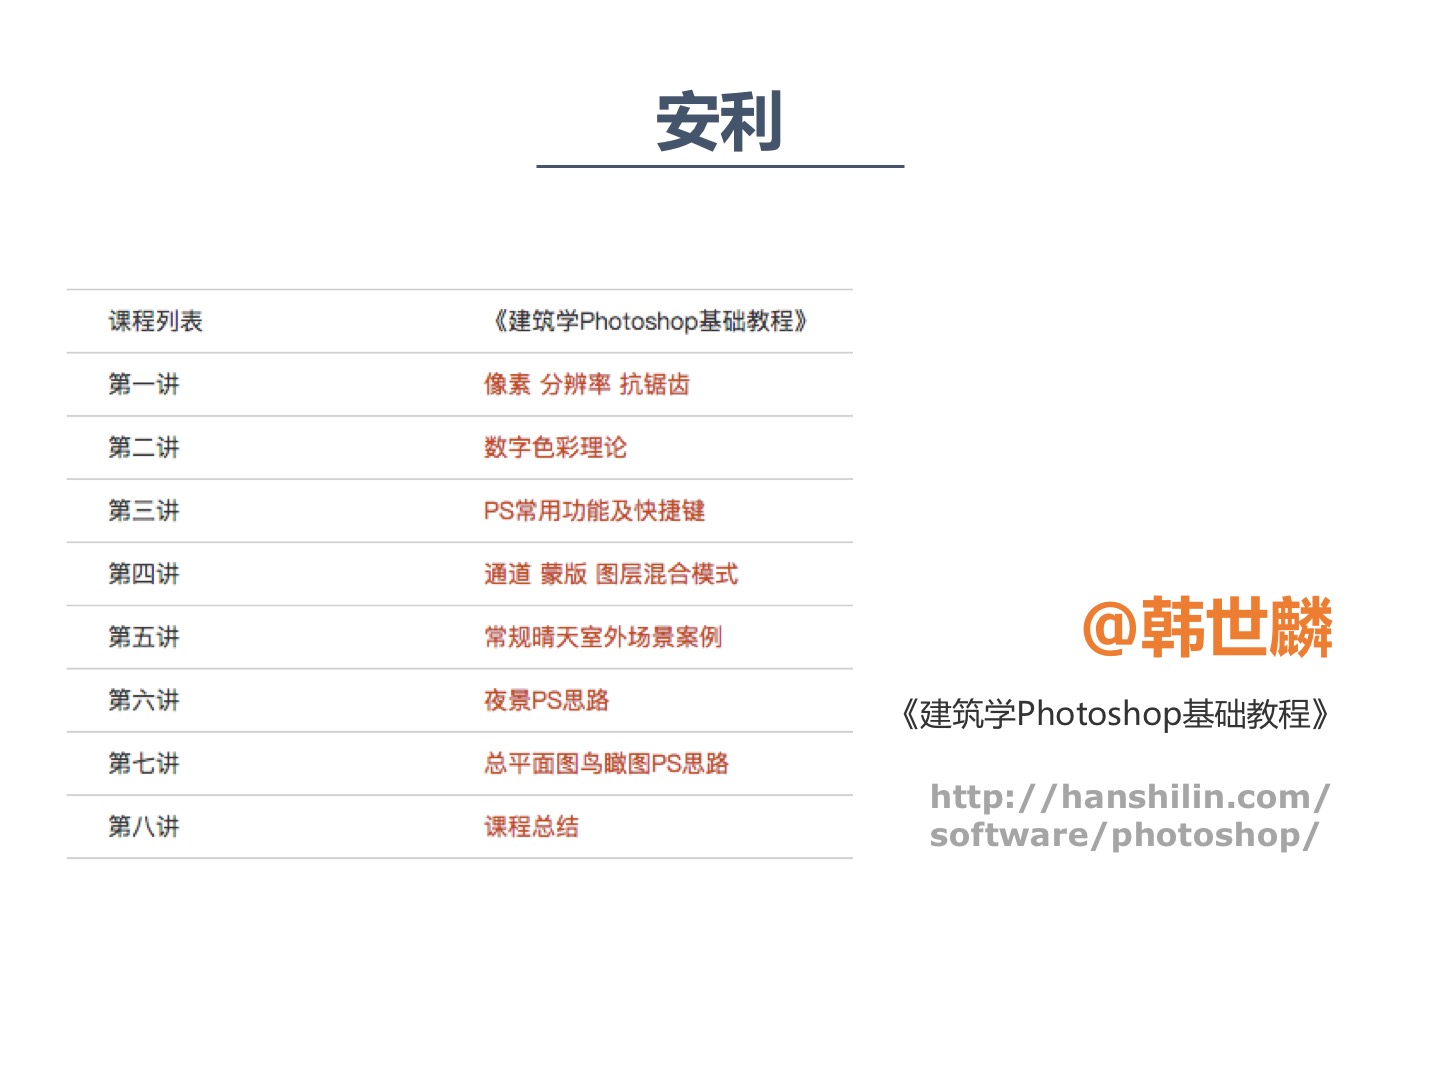 安利
课程列表 《建筑学Photoshop基础教程》
第一讲 像素 分辨率 抗锯齿
第二讲 数字色彩理论
第三讲 PS常用功能及快捷键
第四讲 通道 蒙版 图层混合模式
第五讲 常规晴天室外场景案例
第六讲 夜景PS思路
第七讲 总平面图鸟瞰图PS思路
第八讲 课程总结
@韩世麟
《建筑学Photoshop基础教程》
http://hanshilin.com/
software/photoshop/